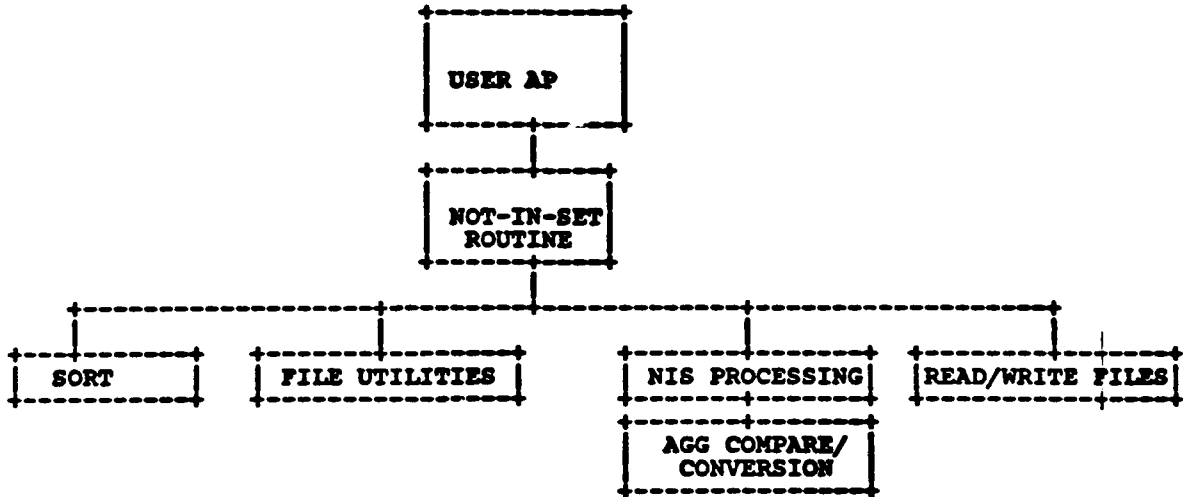 USER AP
NOT-IN-SET
ROUTINE
SORT
FILE UTILITIES
NIS PROCESSING
READ/WRITE FILES
AGG COMPARE/
CONVERSION